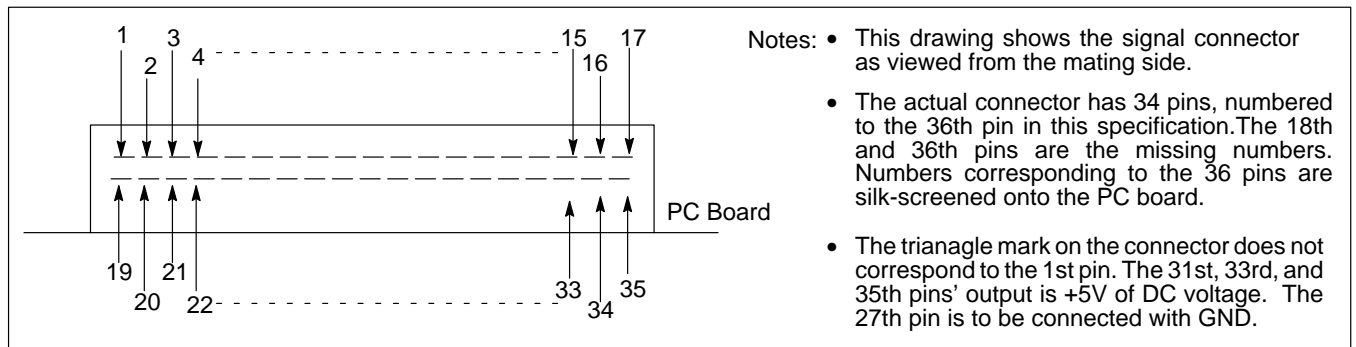 1 3 15 17
2 4 16
Notes: • This drawing shows the signal connector
as viewed from the mating side.
• The actual connector has 34 pins, numbered
to the 36th pin in this specification.The 18th
and 36th pins are the missing numbers.
Numbers corresponding to the 36 pins are
silk-screened onto the PC board.
PC Board
• The trianagle mark on the connector does not
correspond to the 1st pin. The 31st, 33rd, and
35th pins' output is +5V of DC voltage. The
27th pin is to be connected with GND.
19 21 33 35
20 22 34